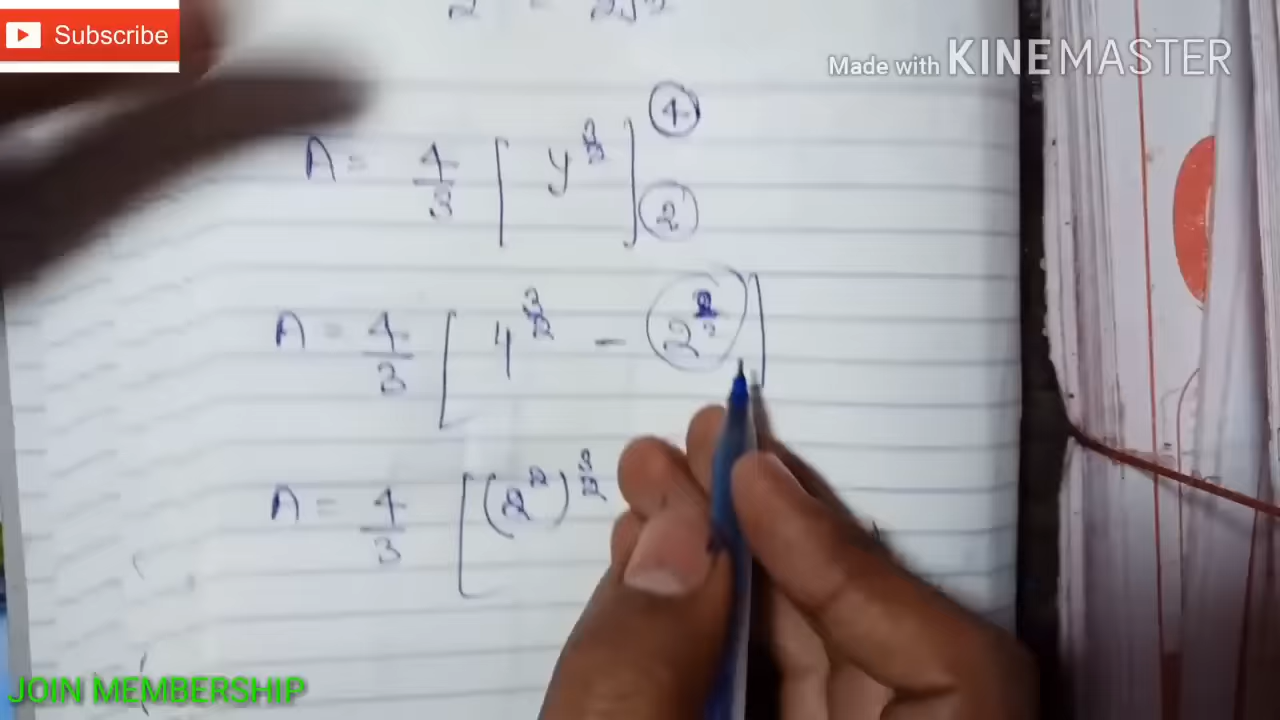 Subscribe
Made with KINEMASTER
A = 4/3 [ y^3/2 ]_2^4
A = 4/3 [ 4^3/2 - 2^3/2 ]
A = 4/3 [ (2^2)^3/2
JOIN MEMBERSHIP